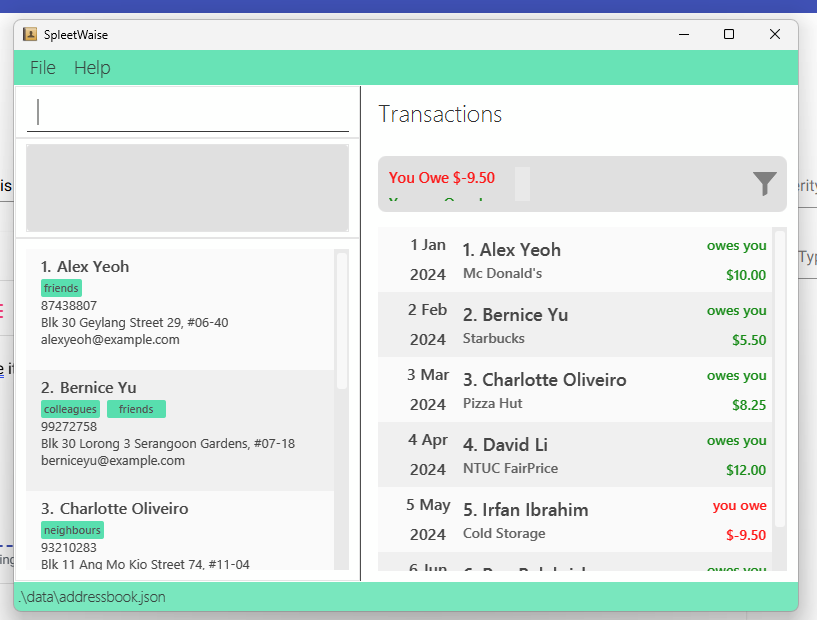 SpleetWaise
File Help
Transactions
You Owe $-9.50
1. Alex Yeoh
friends
87438807
Blk 30 Geylang Street 29, #06-40
alexyeoh@example.com
2. Bernice Yu
colleagues friends
99272758
Blk 30 Lorong 3 Serangoon Gardens, #07-18
berniceyu@example.com
3. Charlotte Oliveiro
neighbours
93210283
Blk 11 Ang Mo Kio Street 74, #11-04
1 Jan 2024
1. Alex Yeoh
Mc Donald's
owes you
$10.00
2 Feb 2024
2. Bernice Yu
Starbucks
owes you
$5.50
3 Mar 2024
3. Charlotte Oliveiro
Pizza Hut
owes you
$8.25
4 Apr 2024
4. David Li
NTUC FairPrice
owes you
$12.00
5 May 2024
5. Irfan Ibrahim
Cold Storage
you owe
$-9.50
6 Jun
owes you
.\data\addressbook.json
is